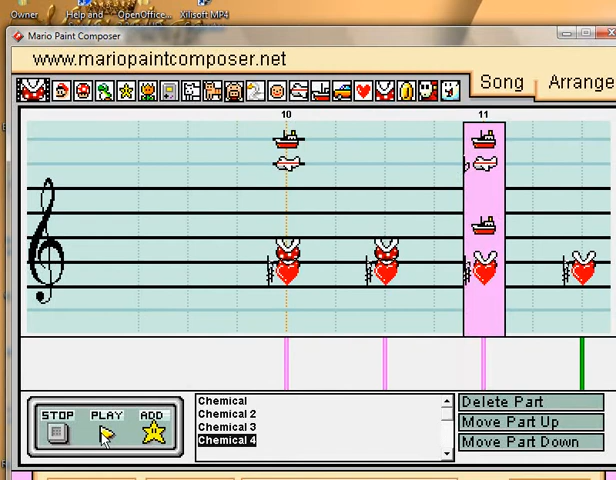 Owner
Help and
OpenOffice...
Xilisoft MP4
Mario Paint Composer
www.mariopaintcomposer.net
Song
Arrange
10
11
STOP
PLAY
ADD
Chemical
Chemical 2
Chemical 3
Chemical 4
Delete Part
Move Part Up
Move Part Down